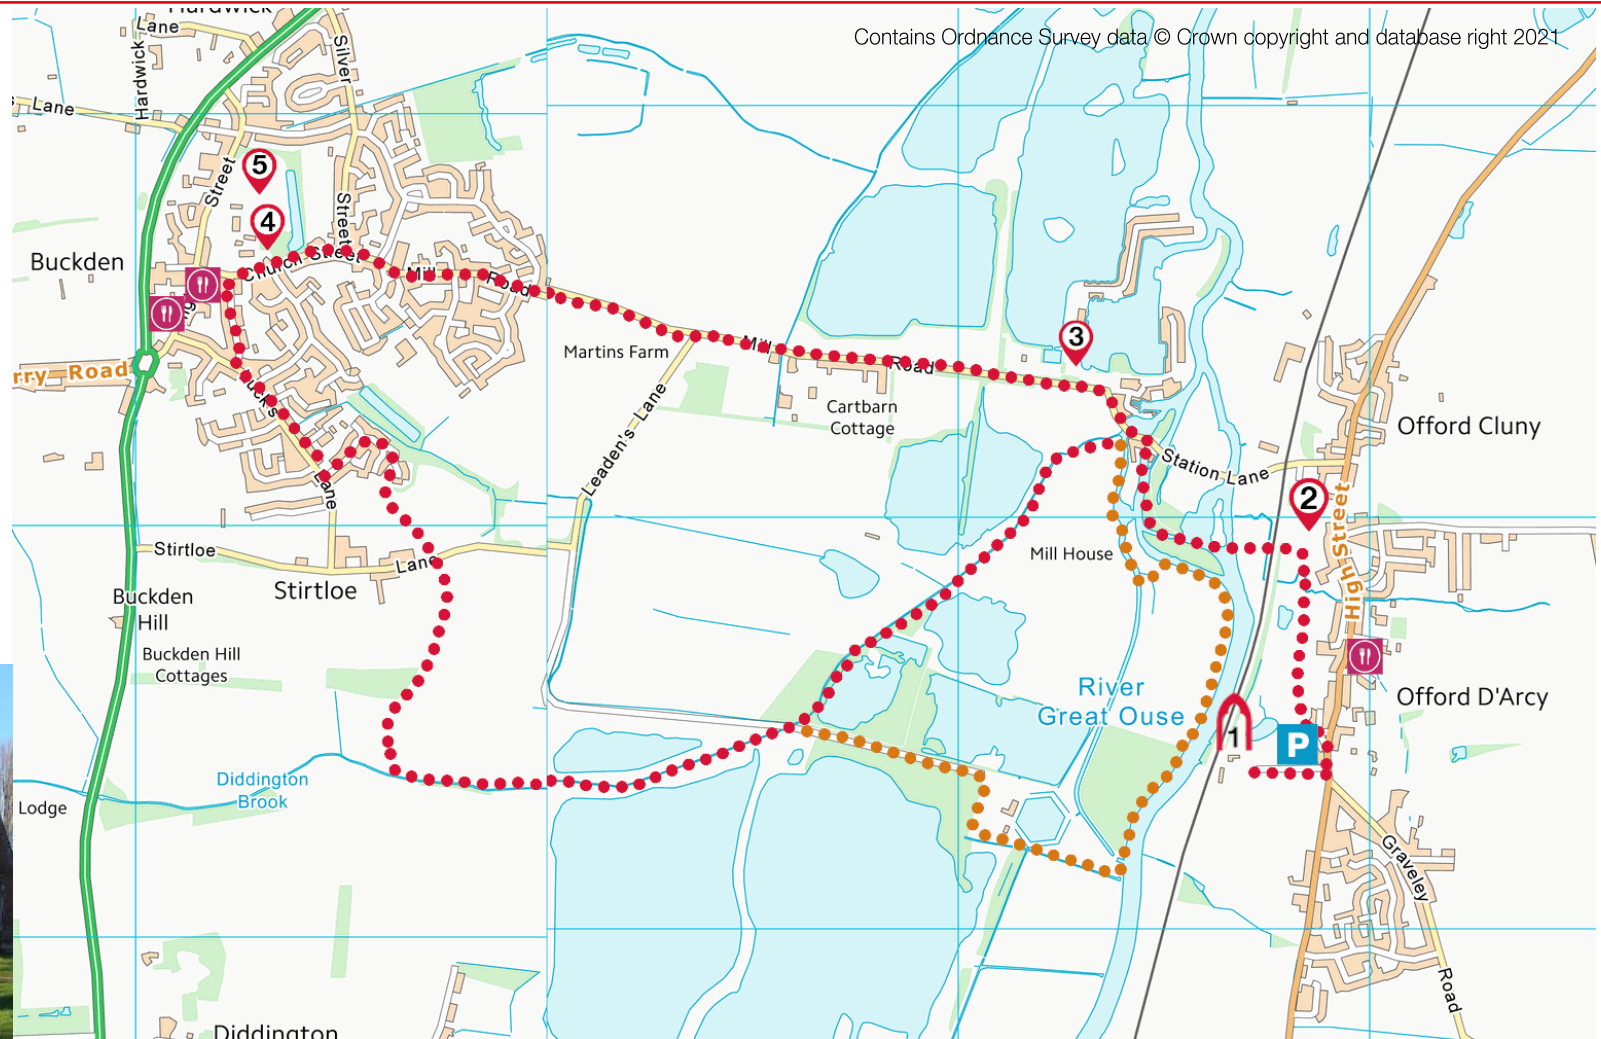 Contains Ordnance Survey data © Crown copyright and database right 2021
Hardwick
Lane
Hardwick
Silver
Street
Lane
Street
5
4
Buckden
Church Street
Mill Road
Martins Farm
Mill Road
3
Cartbarn
Cottage
Leaden's Lane
Station Lane
Offord Cluny
2
High Street
Road
Lane
Stirtloe
Lane
Stirtloe
Mill House
Buckden
Hill
Buckden Hill
Cottages
River
Great Ouse
1
P
Offord D'Arcy
Diddington
Brook
Lodge
Graveley
Road
Diddington